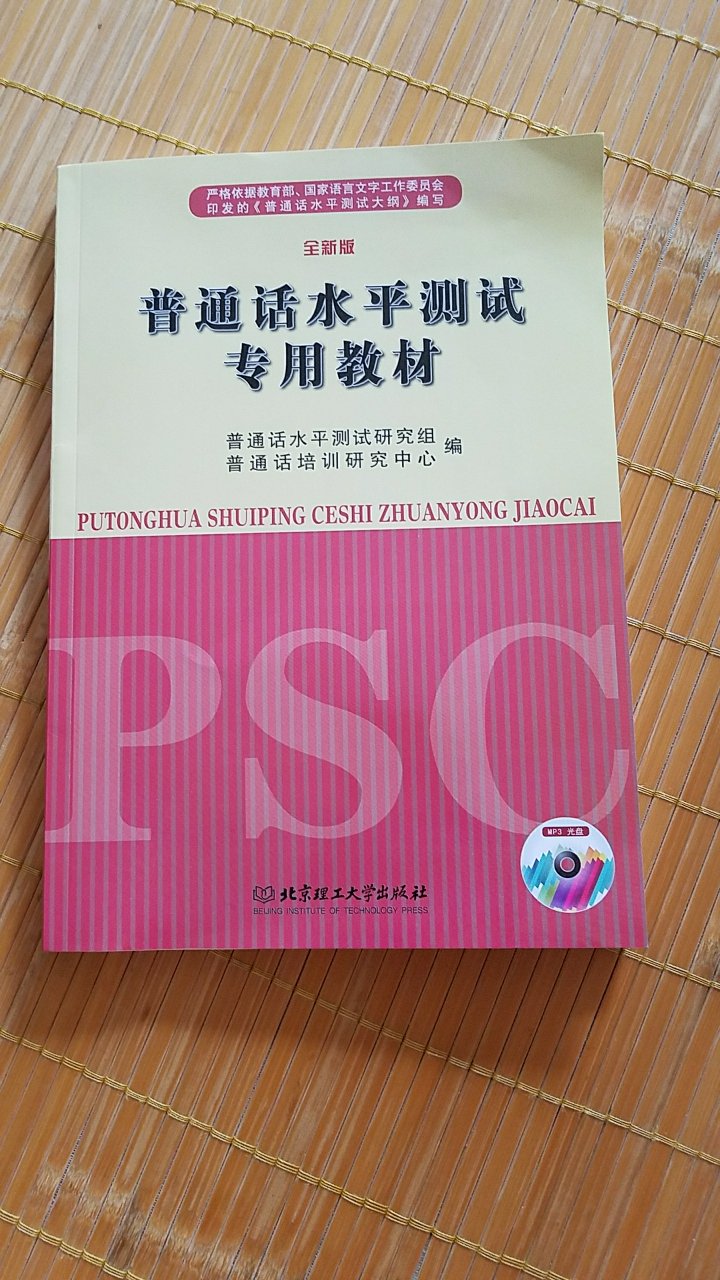 严格依据教育部、国家语言文字工作委员会
印发的《普通话水平测试大纲》编写
全新版
普通话水平测试
专用教材
普通话水平测试研究组
普通话培训研究中心
编
PUTONGHUA SHUIPING CESHI ZHUANYONG JIAOCAI
PSC
MP3 光盘
北京理工大学出版社
BEIJING INSTITUTE OF TECHNOLOGY PRESS